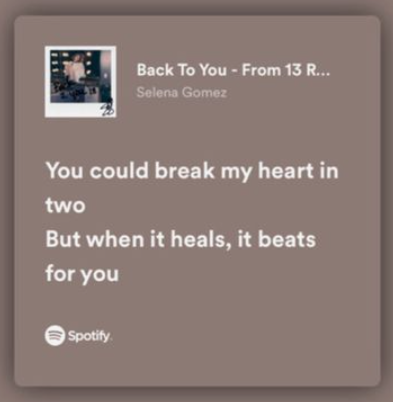 Back To You - From 13 R...
Selena Gomez
You could break my heart in
two
But when it heals, it beats
for you
Spotify